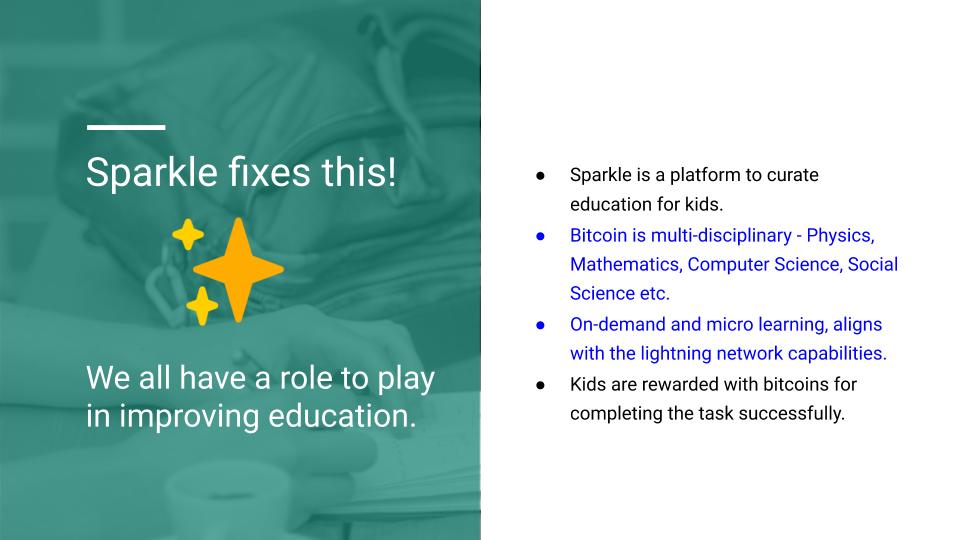 Sparkle fixes this!
We all have a role to play
in improving education.
● Sparkle is a platform to curate
education for kids.
● Bitcoin is multi-disciplinary - Physics,
Mathematics, Computer Science, Social
Science etc.
● On-demand and micro learning, aligns
with the lightning network capabilities.
● Kids are rewarded with bitcoins for
completing the task successfully.